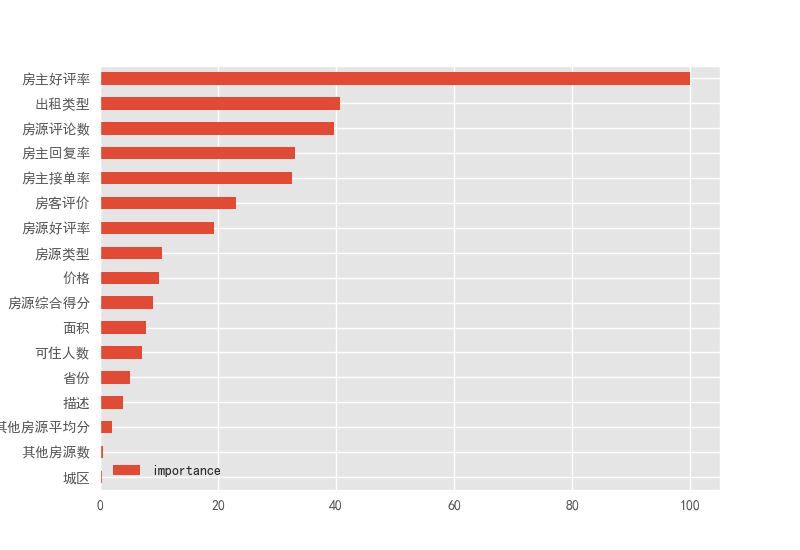 房主好评率
出租类型
房源评论数
房主回复率
房主接单率
房客评价
房源好评率
房源类型
价格
房源综合得分
面积
可住人数
省份
描述
其他房源平均分
其他房源数
城区
importance
0 20 40 60 80 100